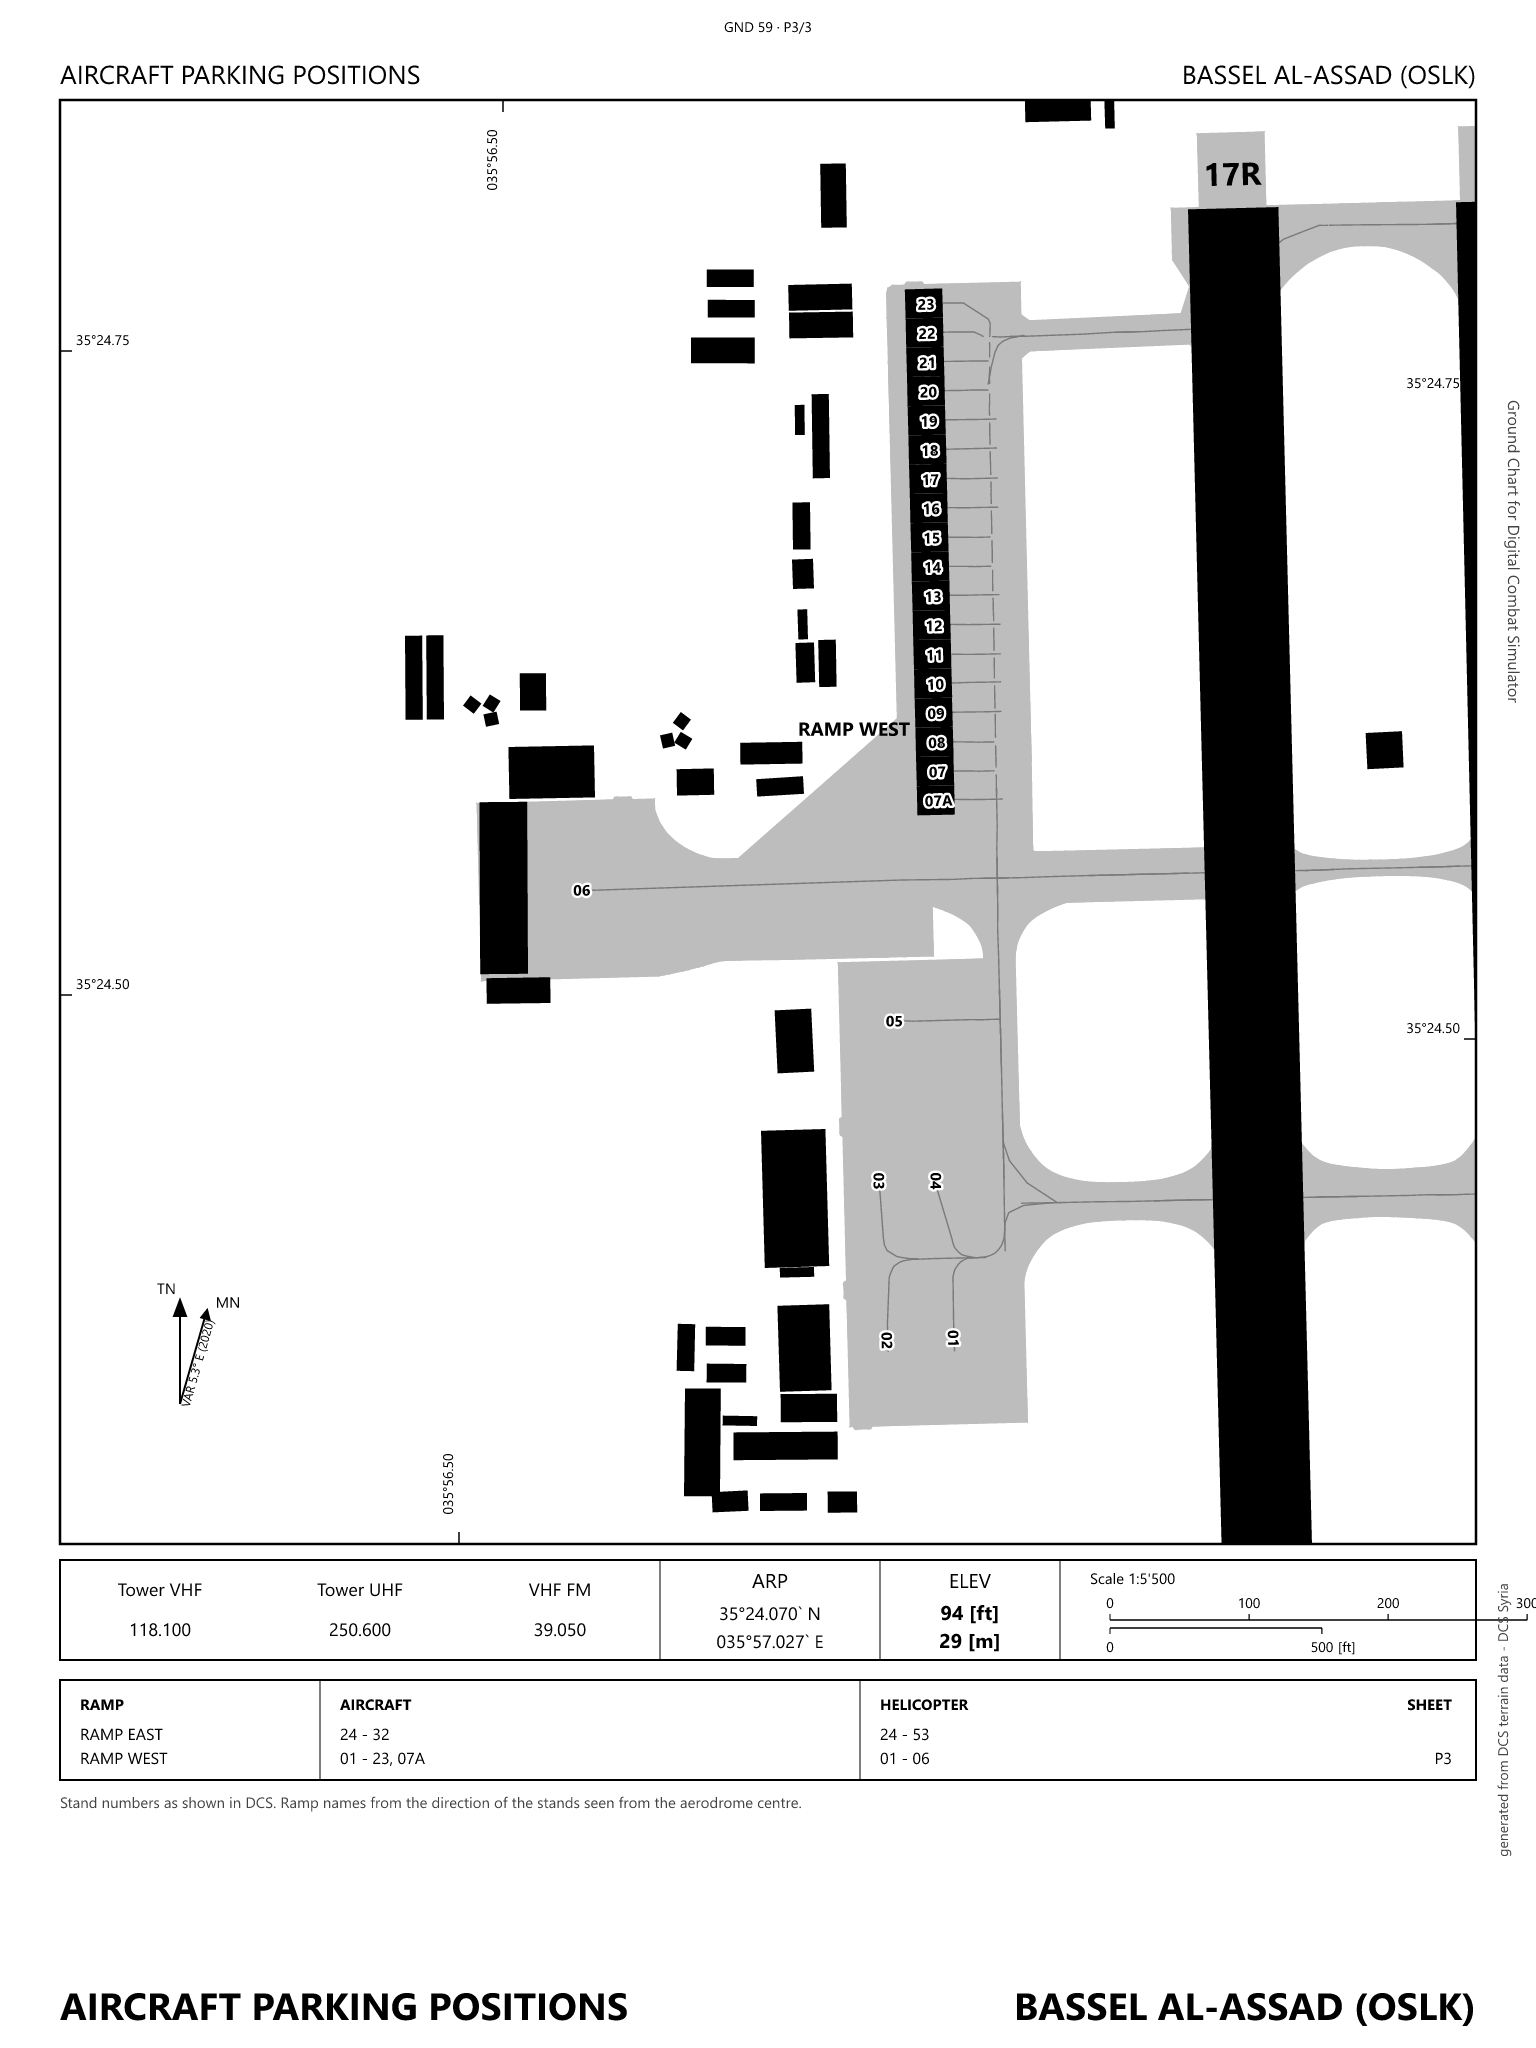 GND 59 · P3/3
AIRCRAFT PARKING POSITIONS
BASSEL AL-ASSAD (OSLK)
035°56.50
17R
35°24.75
35°24.75
23
22
21
20
19
18
17
16
15
14
13
12
11
10
09
RAMP WEST
08
07
07A
06
35°24.50
05
35°24.50
03
04
02
01
TN
MN
VAR 5.3° E (2020)
035°56.50
Ground Chart for Digital Combat Simulator
Tower VHF
118.100
Tower UHF
250.600
VHF FM
39.050
ARP
35°24.070` N
035°57.027` E
ELEV
94 [ft]
29 [m]
Scale 1:5'500
0 100 200 300
0 500 [ft]
generated from DCS terrain data - DCS Syria
RAMP AIRCRAFT HELICOPTER SHEET
RAMP EAST 24 - 32 24 - 53
RAMP WEST 01 - 23, 07A 01 - 06 P3
Stand numbers as shown in DCS. Ramp names from the direction of the stands seen from the aerodrome centre.
AIRCRAFT PARKING POSITIONS
BASSEL AL-ASSAD (OSLK)